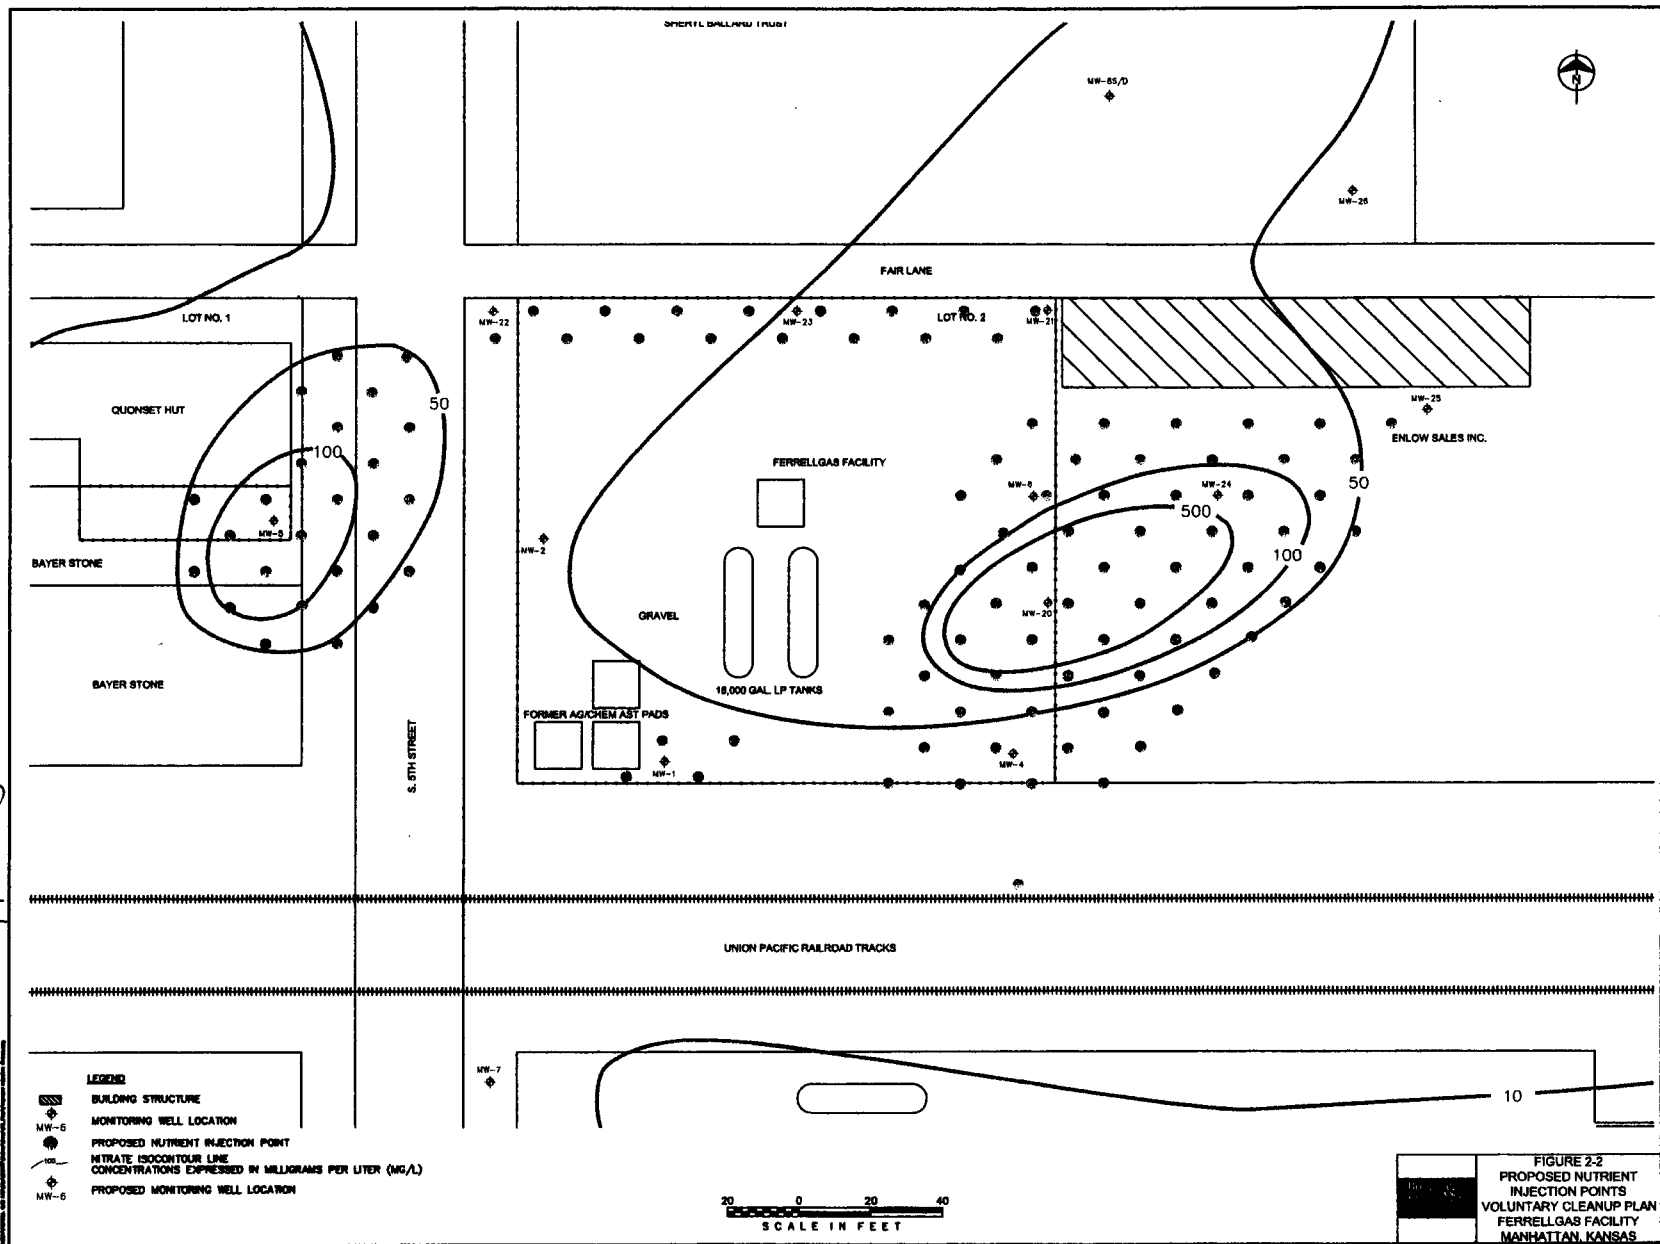 SHERYL BALLARD TRUST
MW-6S/D
N
MW-26
FAIR LANE
LOT NO. 1
MW-22
MW-23
LOT NO. 2
MW-21
QUONSET HUT
50
MW-25
ENLOW SALES INC.
100
FERRELLGAS FACILITY
50
MW-24
500
MW-5
MW-2
100
BAYER STONE
GRAVEL
MW-20
BAYER STONE
18,000 GAL. LP TANKS
FORMER AG/CHEM AST PADS
S. 5TH STREET
MW-1
MW-4
UNION PACIFIC RAILROAD TRACKS
MW-7
10
LEGEND
BUILDING STRUCTURE
MW-6
MONITORING WELL LOCATION
PROPOSED NUTRIENT INJECTION POINT
100
NITRATE ISOCONTOUR LINE
CONCENTRATIONS EXPRESSED IN MILLIGRAMS PER LITER (MG/L)
MW-6
PROPOSED MONITORING WELL LOCATION
20 0 20 40
SCALE IN FEET
FIGURE 2-2
PROPOSED NUTRIENT
INJECTION POINTS
VOLUNTARY CLEANUP PLAN
FERRELLGAS FACILITY
MANHATTAN, KANSAS